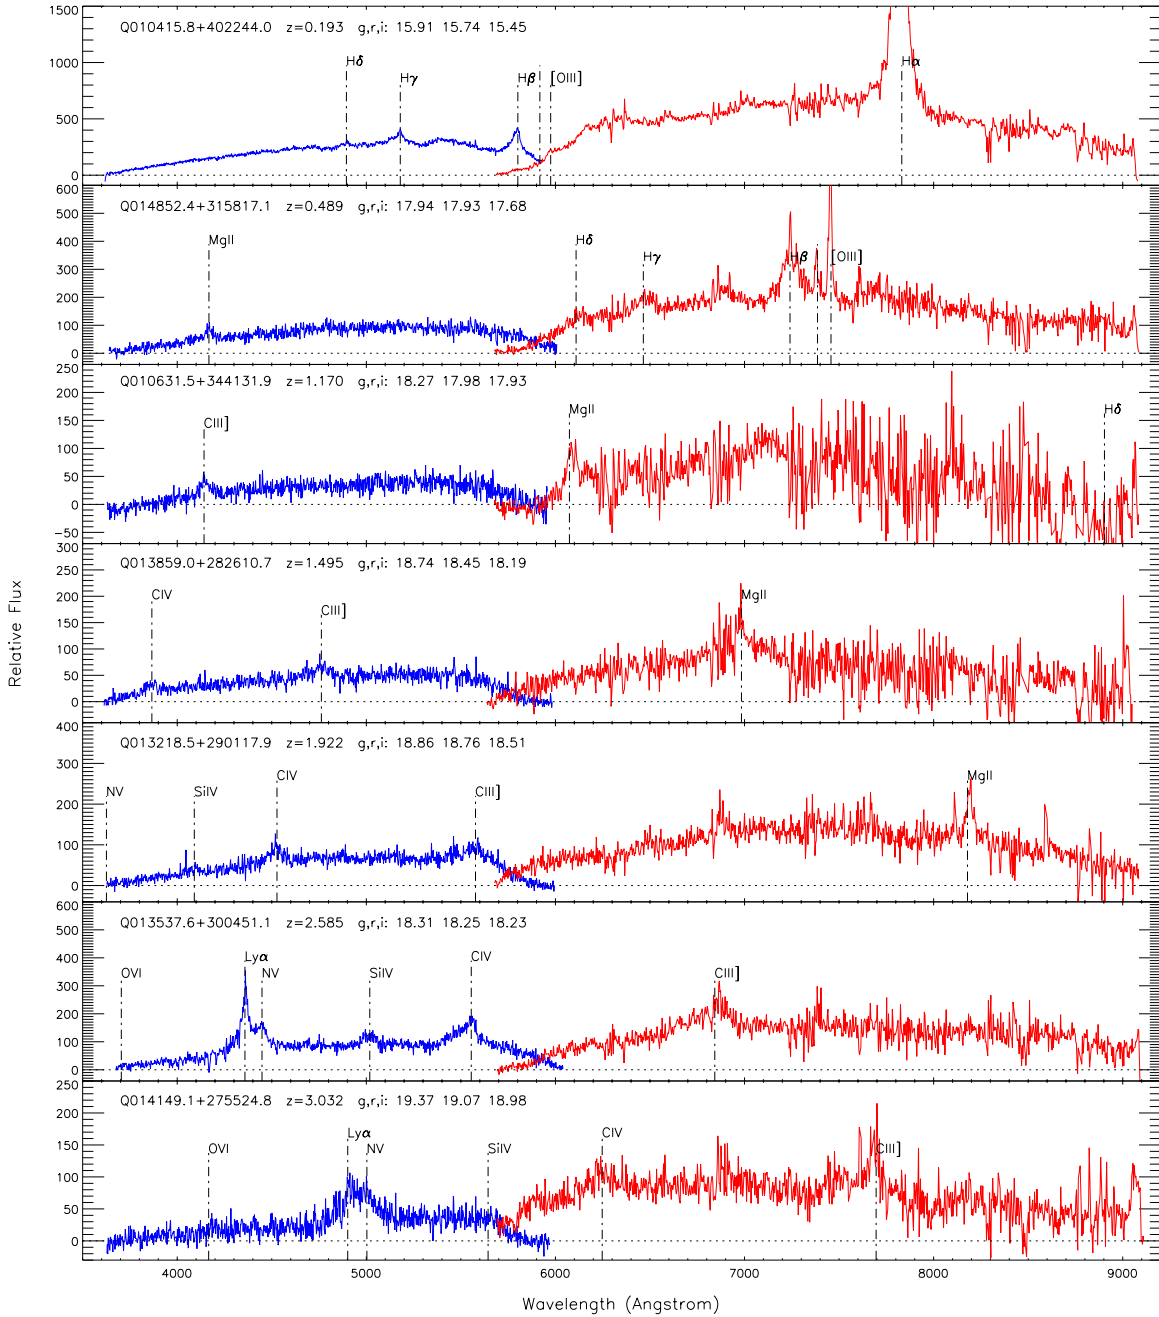 Q010415.8+402244.0 z=0.193 g,r,i: 15.91 15.74 15.45
Hδ Hγ Hβ [OIII] Hα
1500
1000
500
0
Q014852.4+315817.1 z=0.489 g,r,i: 17.94 17.93 17.68
MgII Hδ Hγ Hβ [OIII]
600
500
400
300
200
100
0
Q010631.5+344131.9 z=1.170 g,r,i: 18.27 17.98 17.93
CIII] MgII Hδ
250
200
150
100
50
0
−50
Q013859.0+282610.7 z=1.495 g,r,i: 18.74 18.45 18.19
CIV CIII] MgII
300
250
200
150
100
50
0
Q013218.5+290117.9 z=1.922 g,r,i: 18.86 18.76 18.51
NV SiIV CIV CIII] MgII
400
300
200
100
0
Q013537.6+300451.1 z=2.585 g,r,i: 18.31 18.25 18.23
OVI Lyα NV SiIV CIV CIII]
600
500
400
300
200
100
0
Q014149.1+275524.8 z=3.032 g,r,i: 19.37 19.07 18.98
OVI Lyα NV SiIV CIV CIII]
250
200
150
100
50
0
4000 5000 6000 7000 8000 9000
Wavelength (Angstrom)
Relative Flux